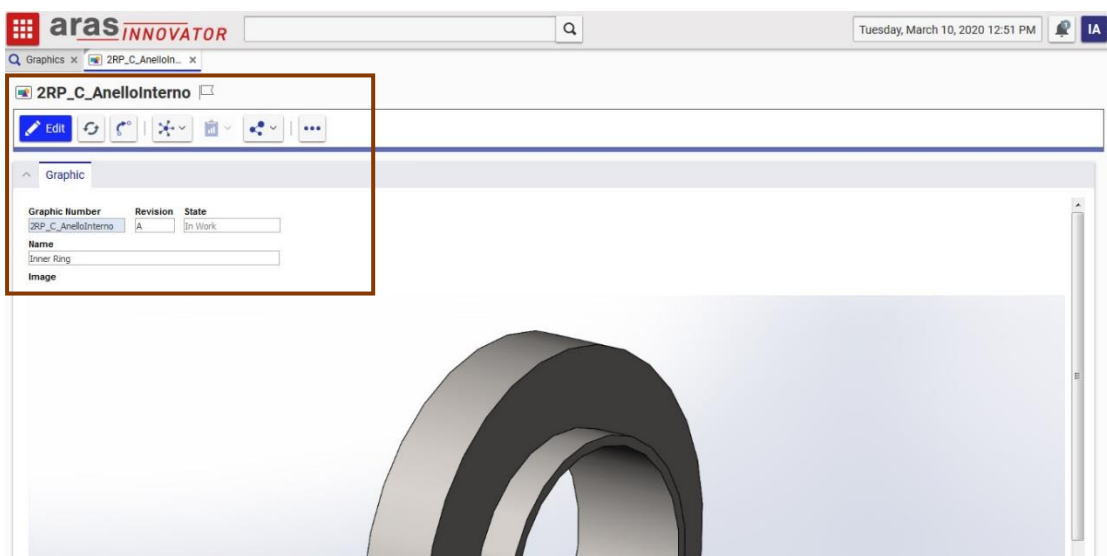 aras INNOVATOR Tuesday, March 10, 2020 12:51 PM IA
Graphics × 2RP_C_AnelloIn... ×
2RP_C_AnelloInterno
Edit
Graphic
Graphic Number Revision State
2RP_C_AnelloInterno A In Work
Name
Inner Ring
Image